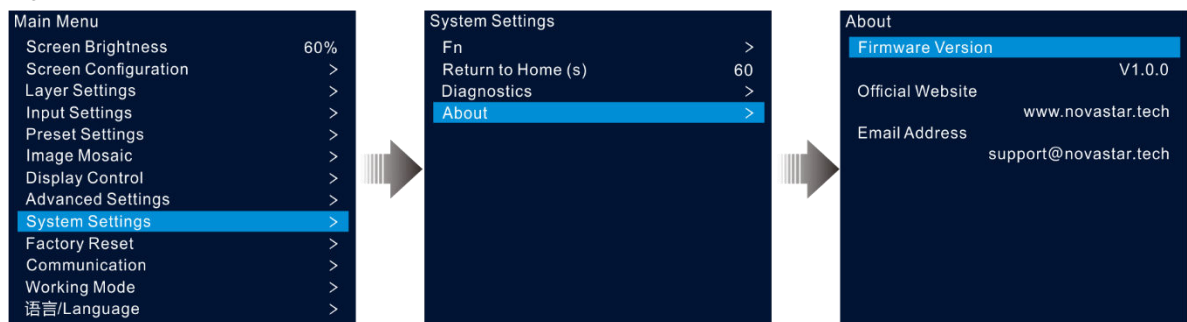 Main Menu
Screen Brightness 60%
Screen Configuration >
Layer Settings >
Input Settings >
Preset Settings >
Image Mosaic >
Display Control >
Advanced Settings >
System Settings >
Factory Reset >
Communication >
Working Mode >
语言/Language >
System Settings
Fn >
Return to Home (s) 60
Diagnostics >
About >
About
Firmware Version
V1.0.0
Official Website
www.novastar.tech
Email Address
support@novastar.tech